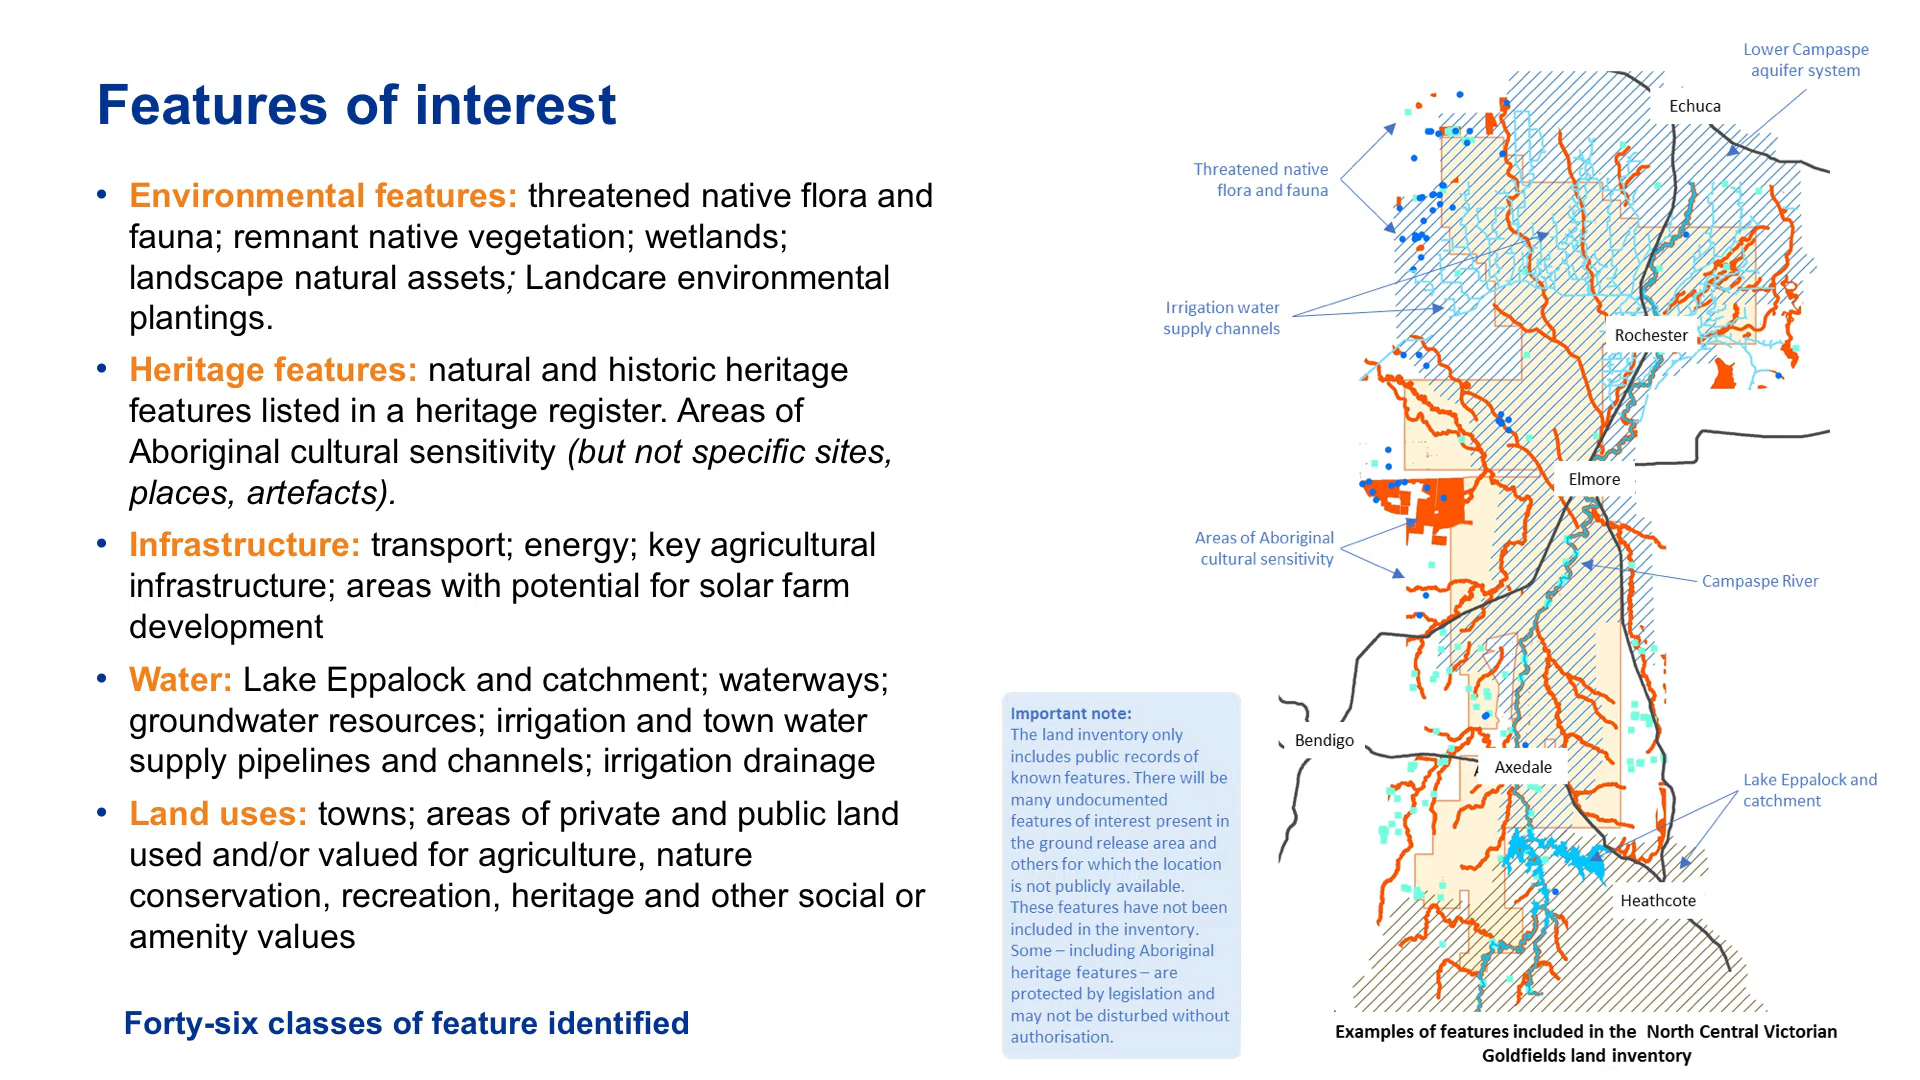 Features of interest
• Environmental features: threatened native flora and
fauna; remnant native vegetation; wetlands;
landscape natural assets; Landcare environmental
plantings.
• Heritage features: natural and historic heritage
features listed in a heritage register. Areas of
Aboriginal cultural sensitivity (but not specific sites,
places, artefacts).
• Infrastructure: transport; energy; key agricultural
infrastructure; areas with potential for solar farm
development
• Water: Lake Eppalock and catchment; waterways;
groundwater resources; irrigation and town water
supply pipelines and channels; irrigation drainage
• Land uses: towns; areas of private and public land
used and/or valued for agriculture, nature
conservation, recreation, heritage and other social or
amenity values
Forty-six classes of feature identified
Important note:
The land inventory only
includes public records of
known features. There will be
many undocumented
features of interest present in
the ground release area and
others for which the location
is not publicly available.
These features have not been
included in the inventory.
Some – including Aboriginal
heritage features – are
protected by legislation and
may not be disturbed without
authorisation.
Lower Campaspe
aquifer system
Echuca
Threatened native
flora and fauna
Irrigation water
supply channels
Rochester
Elmore
Areas of Aboriginal
cultural sensitivity
Campaspe River
Bendigo
Axedale
Lake Eppalock and
catchment
Heathcote
Examples of features included in the North Central Victorian
Goldfields land inventory